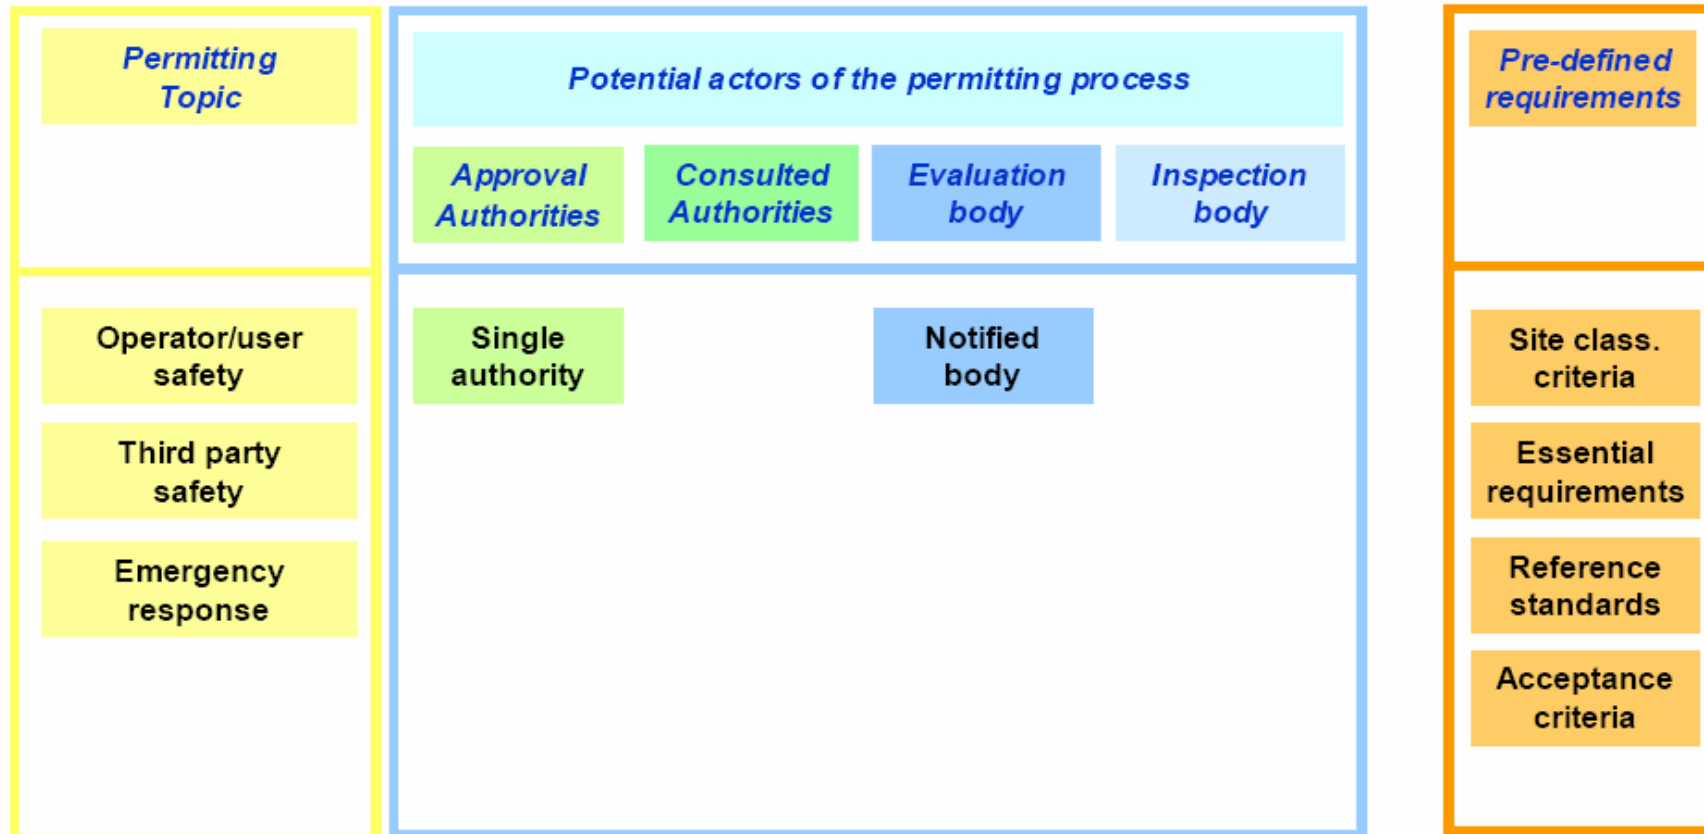 Permitting
Topic
Potential actors of the permitting process
Pre-defined
requirements
Approval
Authorities
Consulted
Authorities
Evaluation
body
Inspection
body
Operator/user
safety
Third party
safety
Emergency
response
Single
authority
Notified
body
Site class.
criteria
Essential
requirements
Reference
standards
Acceptance
criteria